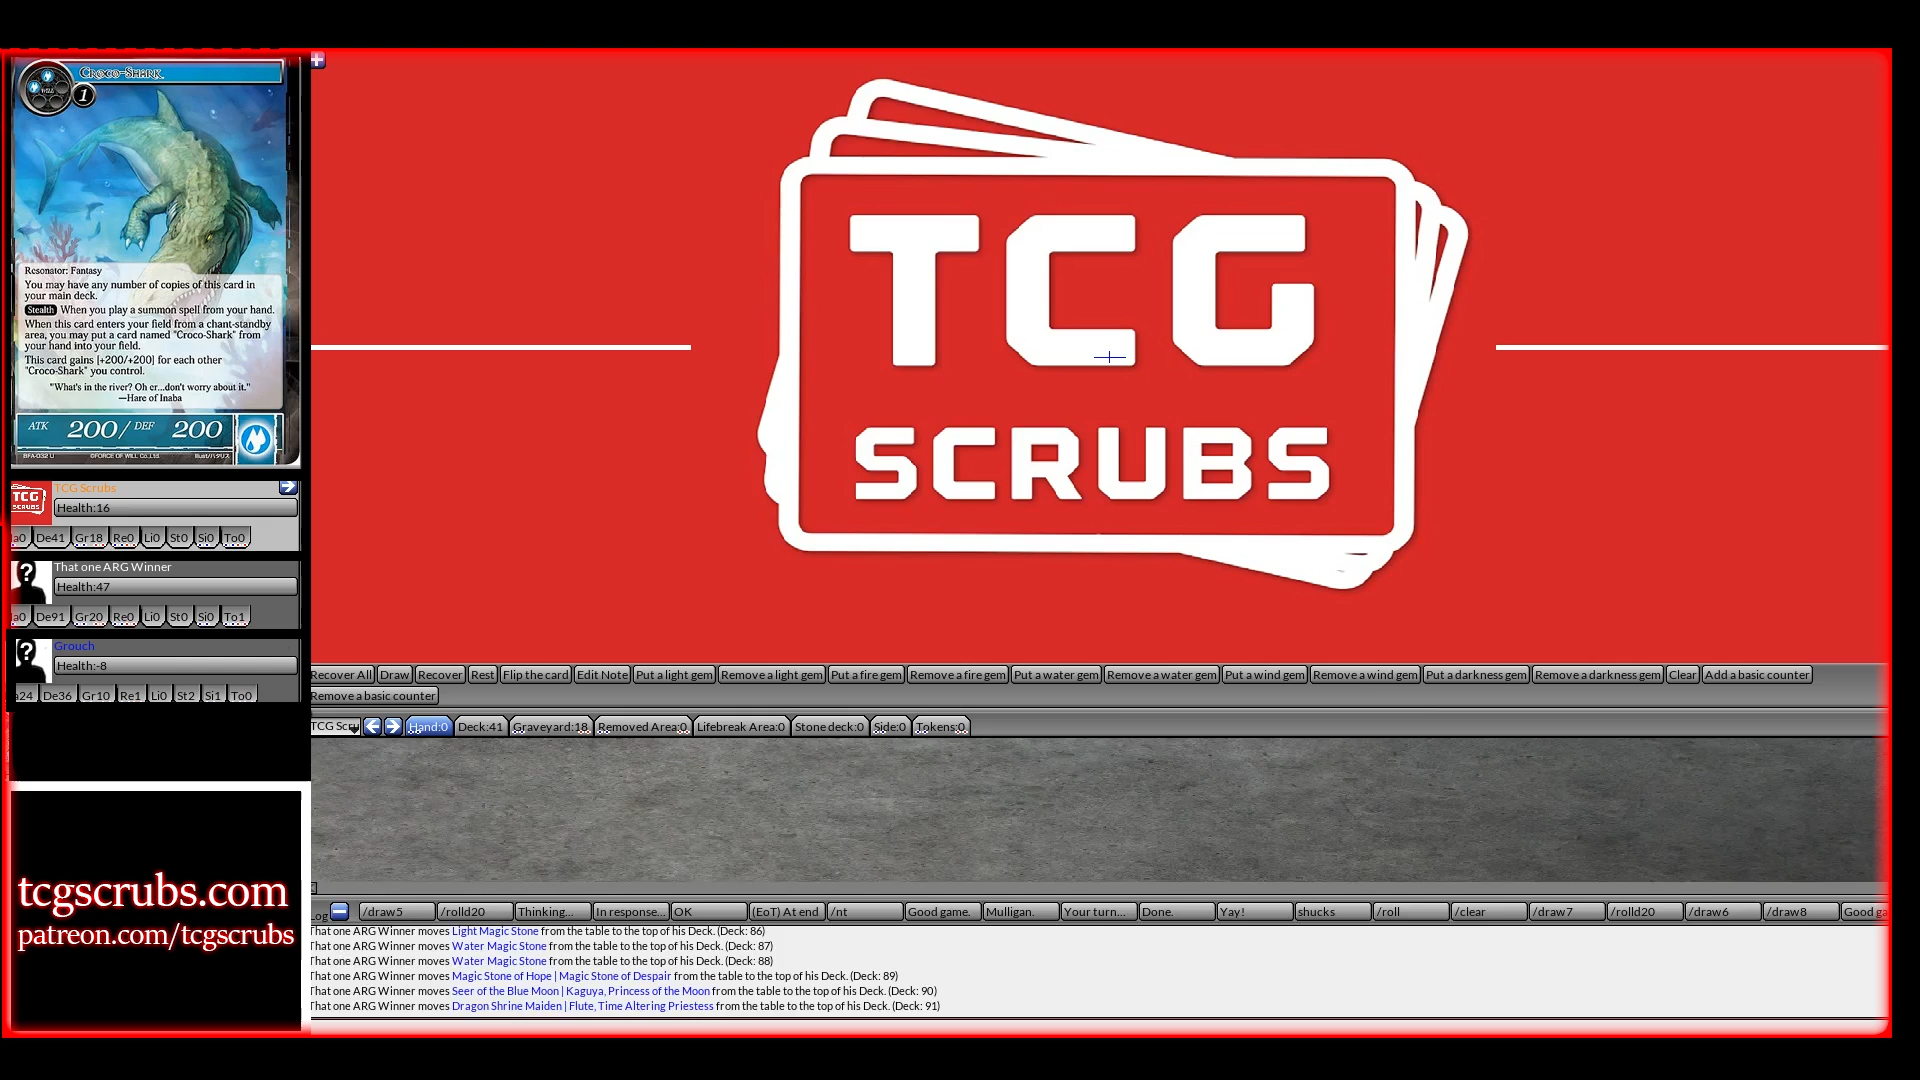 Croco-Shark
1
Resonator: Fantasy
You may have any number of copies of this card in
your main deck.
Stealth When you play a summon spell from your hand.
When this card enters your field from a chant-standby
area, you may put a card named "Croco-Shark" from
your hand into your field.
This card gains [+200/+200] for each other
"Croco-Shark" you control.
"What's in the river? Oh er...don't worry about it."
—Hare of Inaba
ATK 200/ DEF 200
BFA-032 U ©FORCE OF WILL Co.,Ltd.
TCG
SCRUBS
TCG SCRUBS
TCG Scrubs
Health:16
De41 Gr18 Re0 Li0 St0 Si0 To0
That one ARG Winner
Health:47
De91 Gr20 Re0 Li0 St0 Si0 To1
Grouch
Health:-8
a24 De36 Gr10 Re1 Li0 St2 Si1 To0
tcgscrubs.com
patreon.com/tcgscrubs
Recover All Draw Recover Rest Flip the card Edit Note Put a light gem Remove a light gem Put a fire gem Remove a fire gem Put a water gem Remove a water gem Put a wind gem Remove a wind gem Put a darkness gem Remove a darkness gem Clear Add a basic counter
Remove a basic counter
TCG Scru Hand:0 Deck:41 Graveyard:18 Removed Area:0 Lifebreak Area:0 Stone deck:0 Side:0 Tokens:0
og /draw5 /rolld20 Thinking... In response... OK (EoT) At end /nt Good game. Mulligan. Your turn... Done. Yay! shucks /roll /clear /draw7 /rolld20 /draw6 /draw8 Good ga
That one ARG Winner moves Light Magic Stone from the table to the top of his Deck. (Deck: 86)
That one ARG Winner moves Water Magic Stone from the table to the top of his Deck. (Deck: 87)
That one ARG Winner moves Water Magic Stone from the table to the top of his Deck. (Deck: 88)
That one ARG Winner moves Magic Stone of Hope | Magic Stone of Despair from the table to the top of his Deck. (Deck: 89)
That one ARG Winner moves Seer of the Blue Moon | Kaguya, Princess of the Moon from the table to the top of his Deck. (Deck: 90)
That one ARG Winner moves Dragon Shrine Maiden | Flute, Time Altering Priestess from the table to the top of his Deck. (Deck: 91)